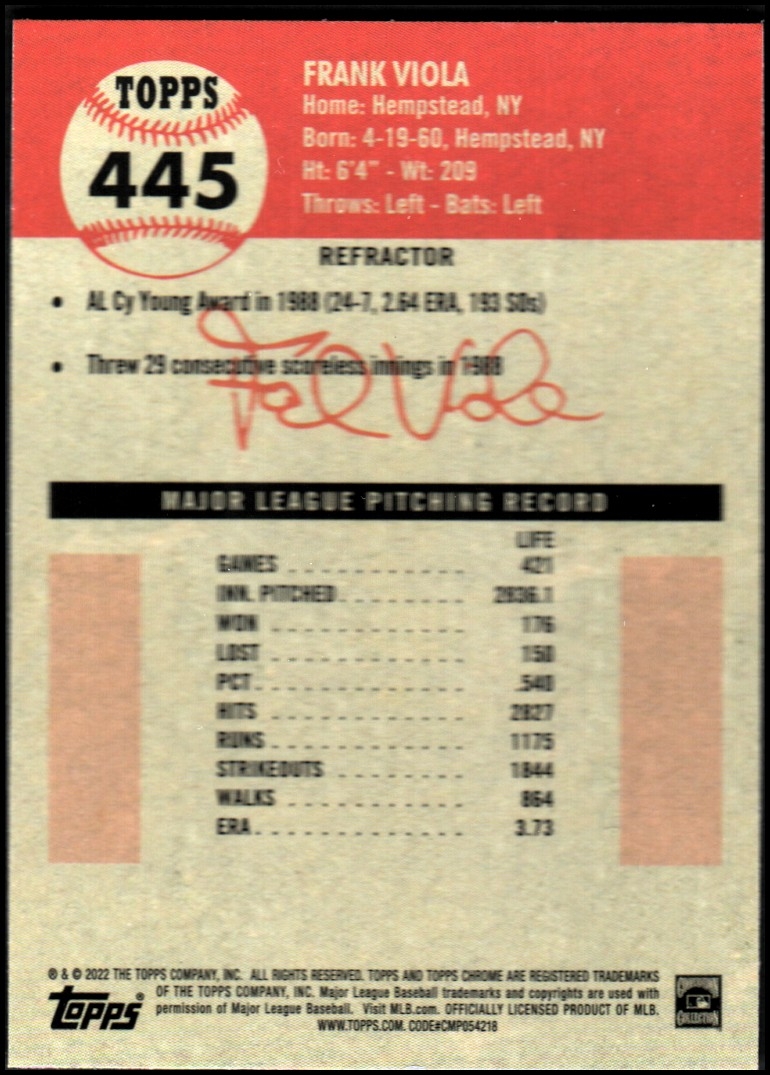 TOPPS
445
FRANK VIOLA
Home: Hempstead, NY
Born: 4-19-60, Hempstead, NY
Ht: 6'4" - Wt: 209
Throws: Left - Bats: Left
REFRACTOR
• AL Cy Young Award in 1988 (24-7, 2.64 ERA, 193 SOs)
• Threw 29 consecutive scoreless innings in 1988
Frank Viola
MAJOR LEAGUE PITCHING RECORD
LIFE
GAMES 421
INN. PITCHED 2836.1
WON 176
LOST 150
PCT. .540
HITS 2827
RUNS 1175
STRIKEOUTS 1844
WALKS 864
ERA 3.73
® & © 2022 THE TOPPS COMPANY, INC. ALL RIGHTS RESERVED. TOPPS AND TOPPS CHROME ARE REGISTERED TRADEMARKS
OF THE TOPPS COMPANY, INC. Major League Baseball trademarks and copyrights are used with
permission of Major League Baseball. Visit MLB.com. OFFICIALLY LICENSED PRODUCT OF MLB.
WWW.TOPPS.COM. CODE#CMP054218
topps®
COOPERSTOWN
COLLECTION